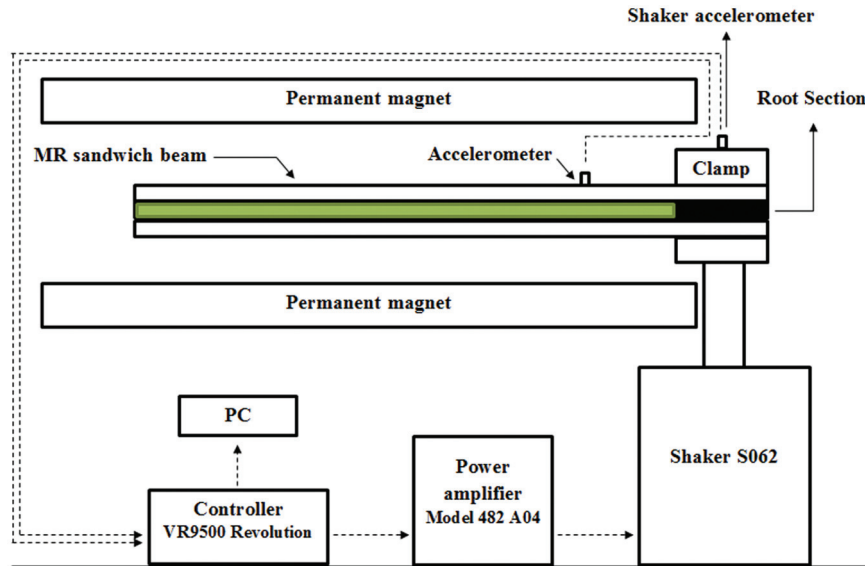 Shaker accelerometer
Permanent magnet
Root Section
MR sandwich beam
Accelerometer
Clamp
Permanent magnet
PC
Shaker S062
Power
amplifier
Model 482 A04
Controller
VR9500 Revolution